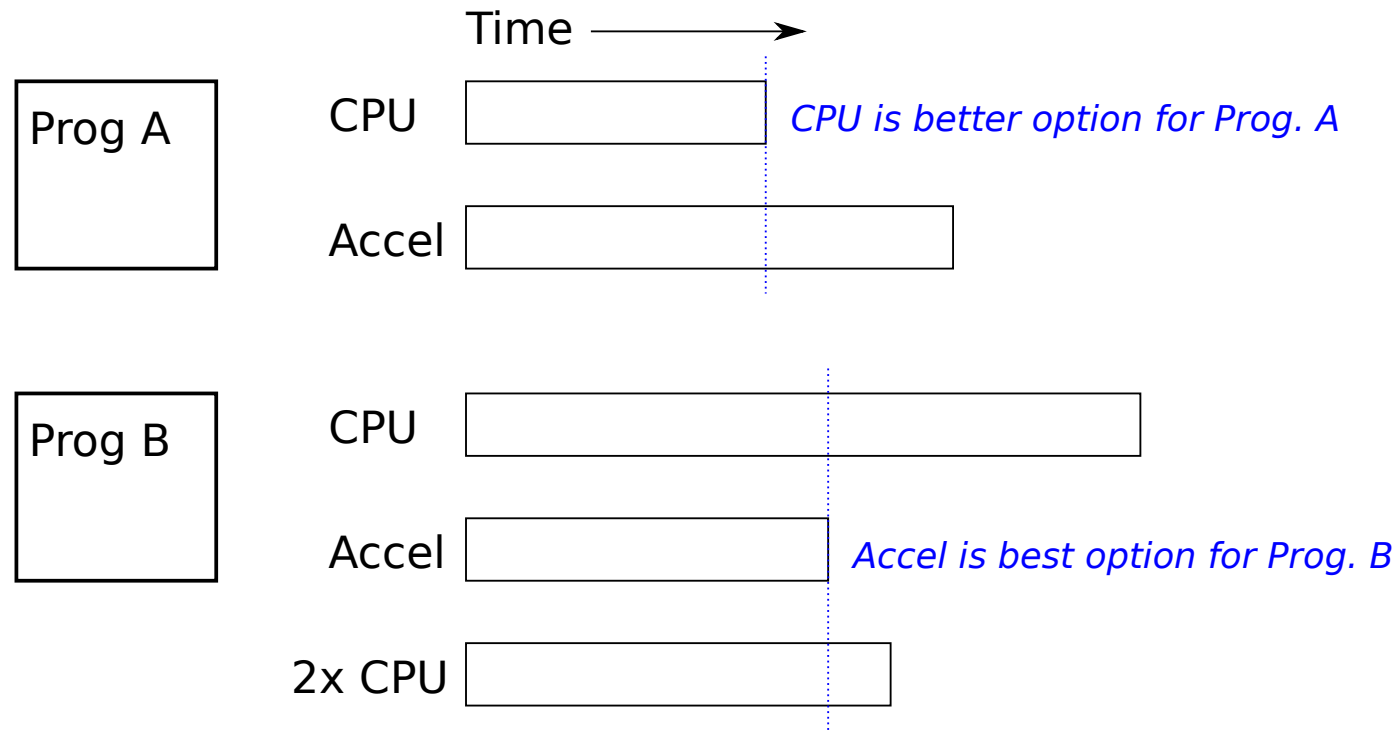 Time
Prog A
CPU
CPU is better option for Prog. A
Accel
Prog B
CPU
Accel
Accel is best option for Prog. B
2x CPU